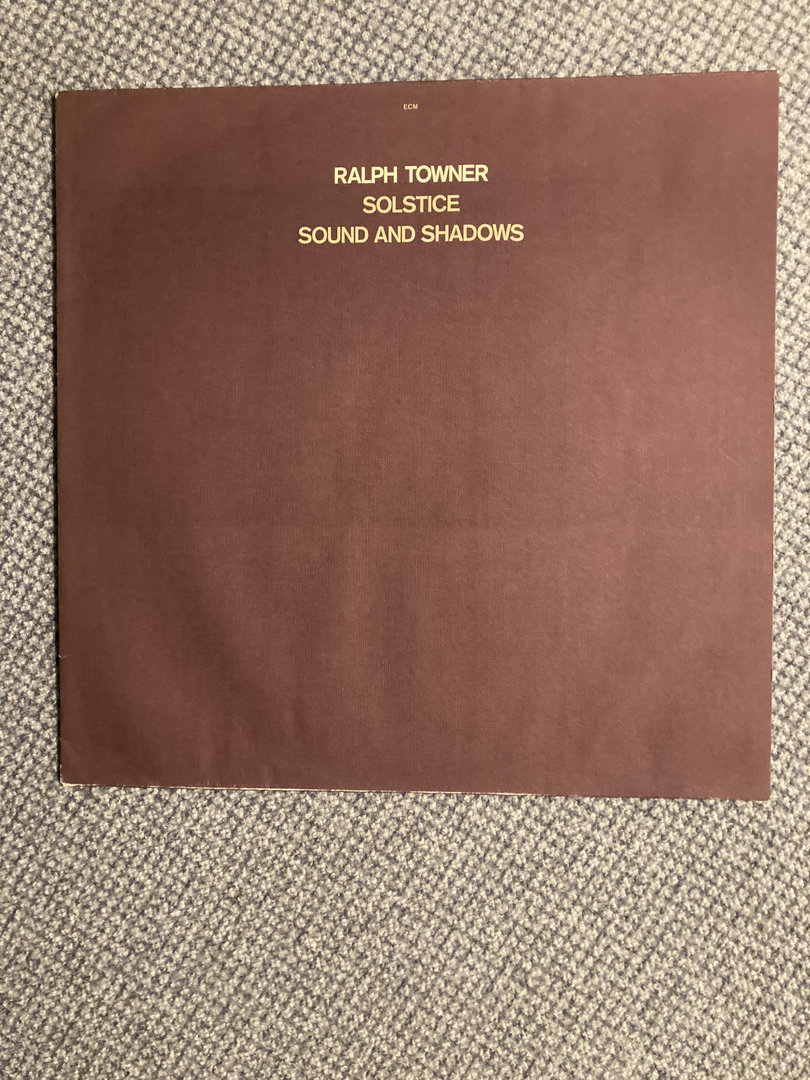 ECM
RALPH TOWNER
SOLSTICE
SOUND AND SHADOWS